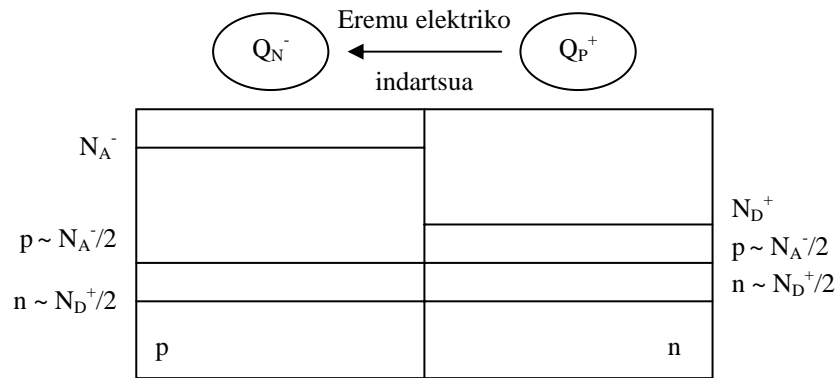 Eremu elektriko
Q_N^- Q_P^+
indartsua
N_A^-
N_D^+
p ~ N_A^-/2 p ~ N_A^-/2
n ~ N_D^+/2 n ~ N_D^+/2
p n